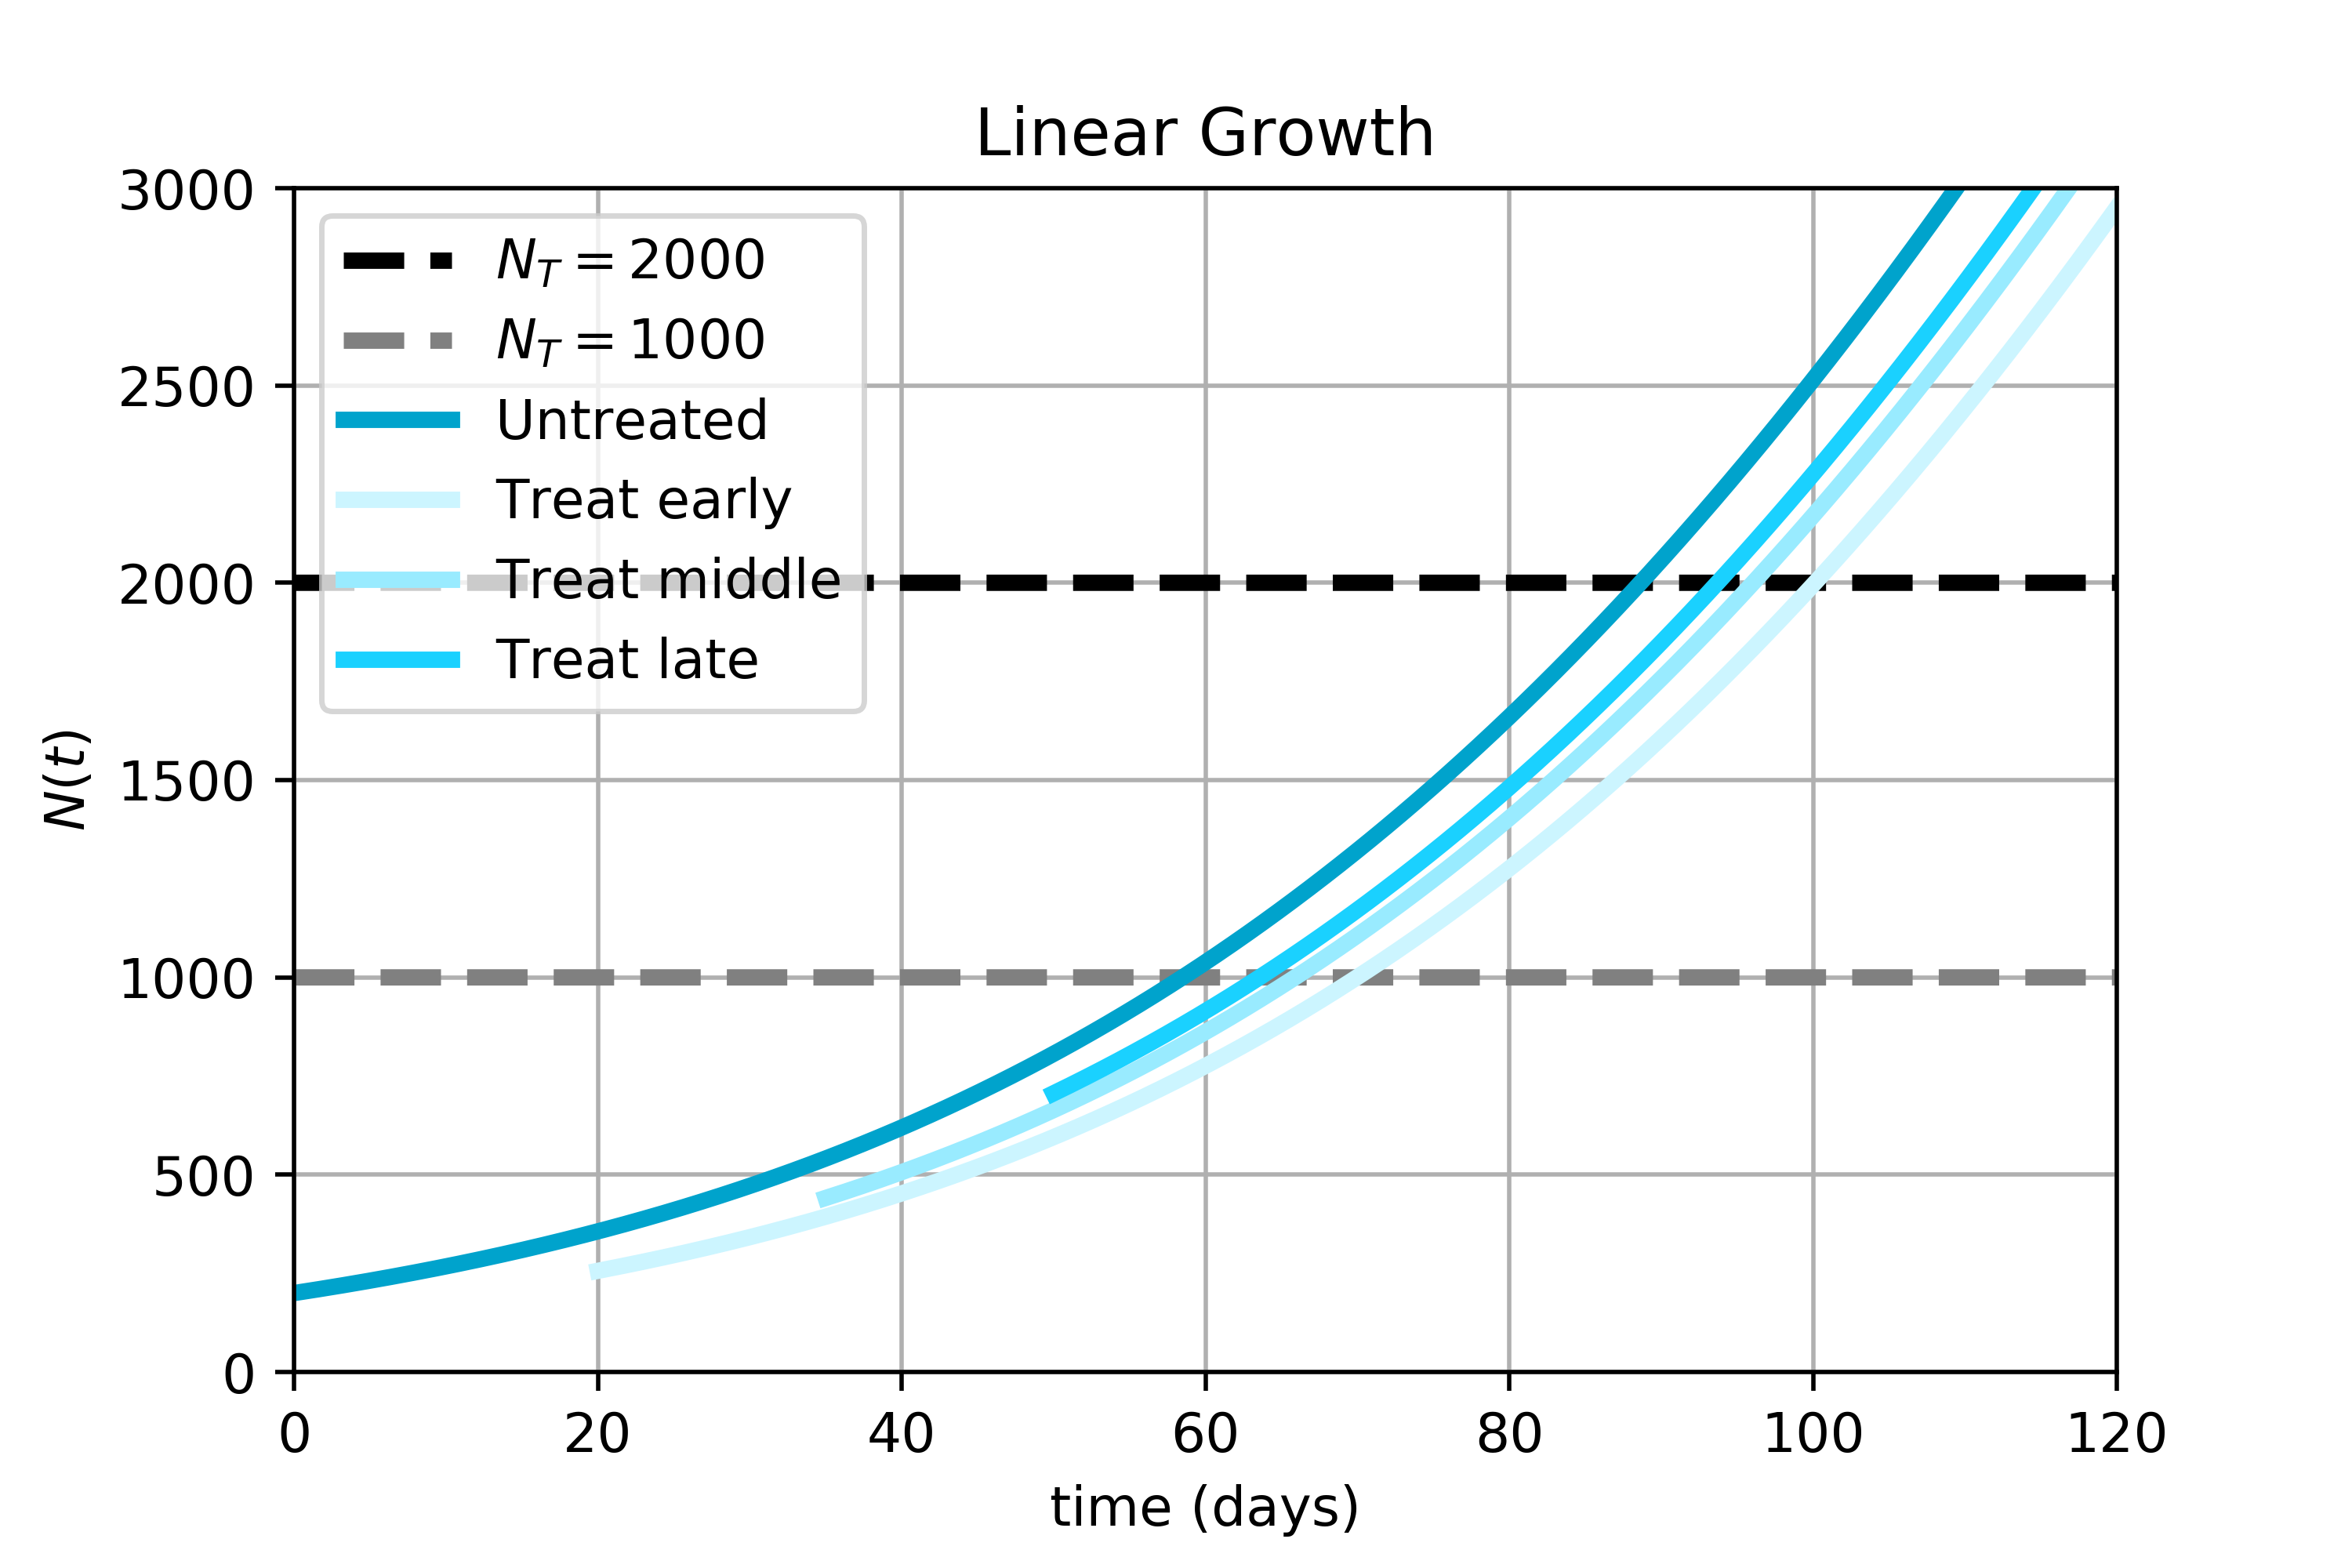 Linear Growth
3000
2500
2000
1500
1000
500
0
N(t)
N_T = 2000
N_T = 1000
Untreated
Treat early
Treat middle
Treat late
0 20 40 60 80 100 120
time (days)